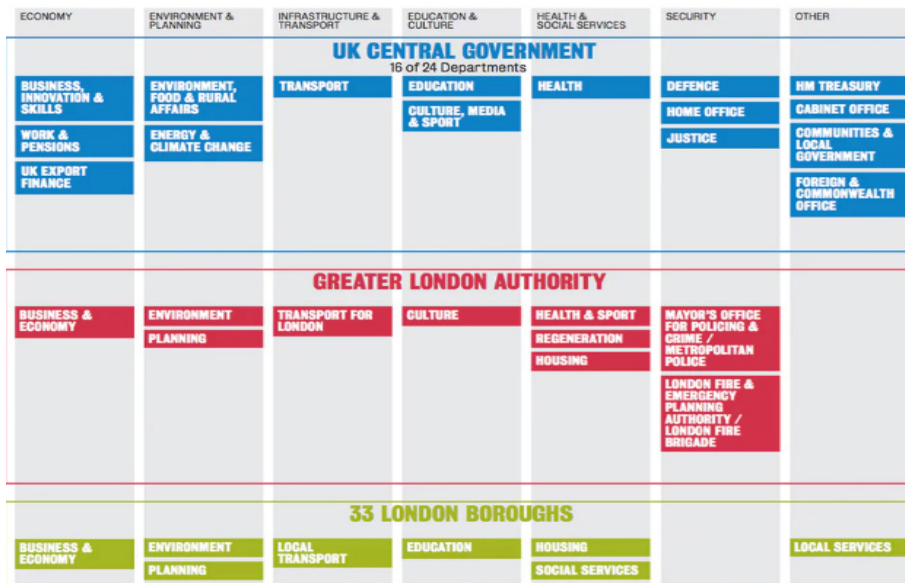 ECONOMY
ENVIRONMENT &
PLANNING
INFRASTRUCTURE &
TRANSPORT
EDUCATION &
CULTURE
HEALTH &
SOCIAL SERVICES
SECURITY
OTHER
UK CENTRAL GOVERNMENT
16 of 24 Departments
BUSINESS,
INNOVATION &
SKILLS
WORK &
PENSIONS
UK EXPORT
FINANCE
ENVIRONMENT,
FOOD & RURAL
AFFAIRS
ENERGY &
CLIMATE CHANGE
TRANSPORT
EDUCATION
CULTURE, MEDIA
& SPORT
HEALTH
DEFENCE
HOME OFFICE
JUSTICE
HM TREASURY
CABINET OFFICE
COMMUNITIES &
LOCAL
GOVERNMENT
FOREIGN &
COMMONWEALTH
OFFICE
GREATER LONDON AUTHORITY
BUSINESS &
ECONOMY
ENVIRONMENT
PLANNING
TRANSPORT FOR
LONDON
CULTURE
HEALTH & SPORT
REGENERATION
HOUSING
MAYOR'S OFFICE
FOR POLICING &
CRIME /
METROPOLITAN
POLICE
LONDON FIRE &
EMERGENCY
PLANNING
AUTHORITY /
LONDON FIRE
BRIGADE
33 LONDON BOROUGHS
BUSINESS &
ECONOMY
ENVIRONMENT
PLANNING
LOCAL
TRANSPORT
EDUCATION
HOUSING
SOCIAL SERVICES
LOCAL SERVICES